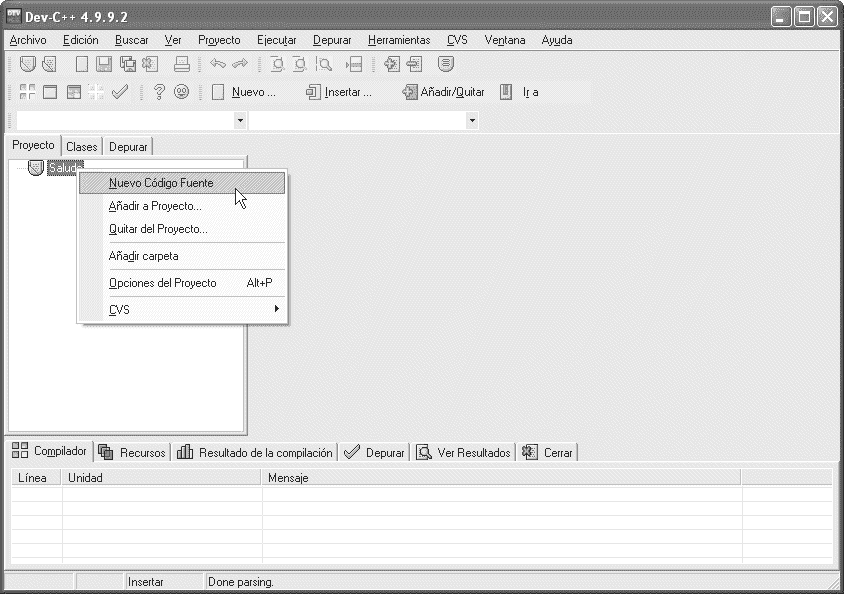 Dev-C++ 4.9.9.2
Archivo Edición Buscar Ver Proyecto Ejecutar Depurar Herramientas CVS Ventana Ayuda
Nuevo ... Insertar ... Añadir/Quitar Ir a
Proyecto Clases Depurar
Saludo
Nuevo Código Fuente
Añadir a Proyecto...
Quitar del Proyecto...
Añadir carpeta
Opciones del Proyecto Alt+P
CVS
Compilador Recursos Resultado de la compilación Depurar Ver Resultados Cerrar
Línea Unidad Mensaje
Insertar Done parsing.